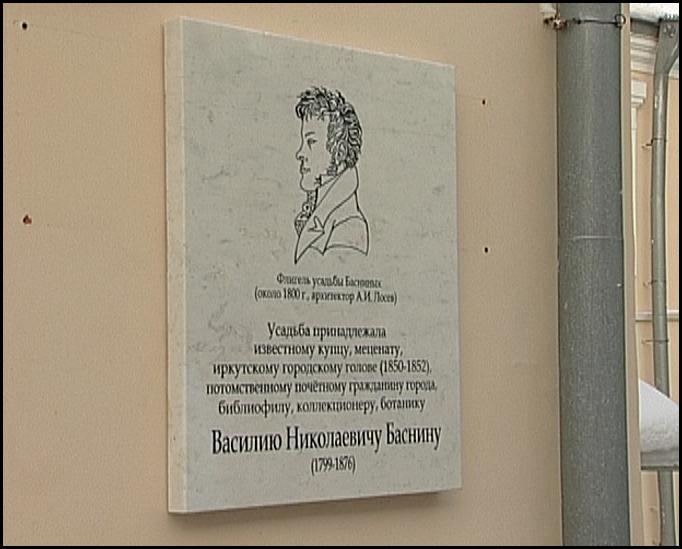 Флигель усадьбы Басниных
(около 1800 г., архитектор А.И. Лосев)
Усадьба принадлежала
известному купцу, меценату,
иркутскому городскому голове (1850-1852),
потомственному почётному гражданину города,
библиофилу, коллекционеру, ботанику
Василию Николаевичу Баснину
(1799-1876)